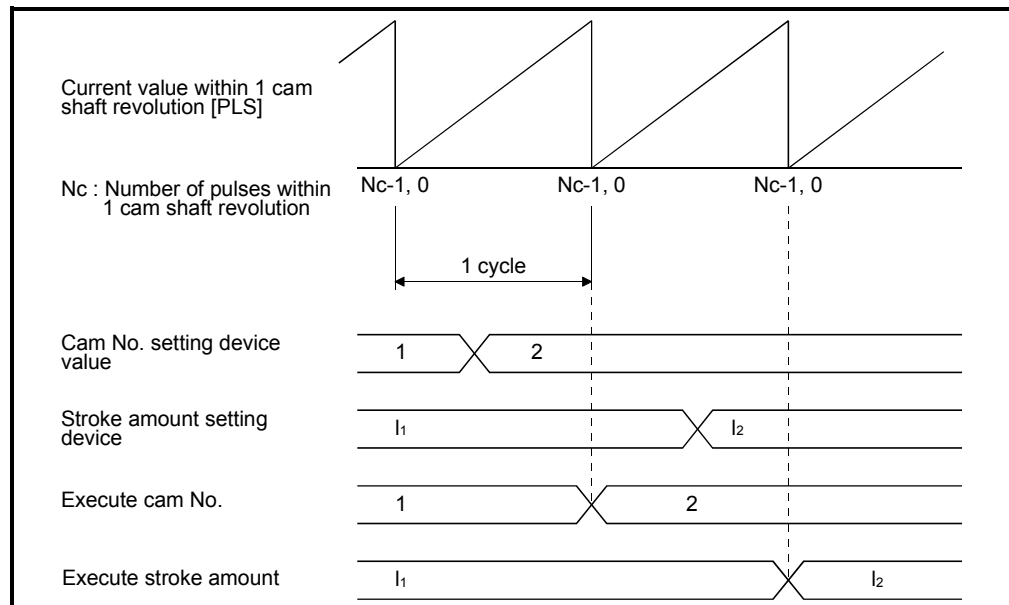 Current value within 1 cam
shaft revolution [PLS]
Nc : Number of pulses within
1 cam shaft revolution
Nc-1, 0 Nc-1, 0 Nc-1, 0
1 cycle
Cam No. setting device
value
1 2
Stroke amount setting
device
l1 l2
Execute cam No.
1 2
Execute stroke amount
l1 l2